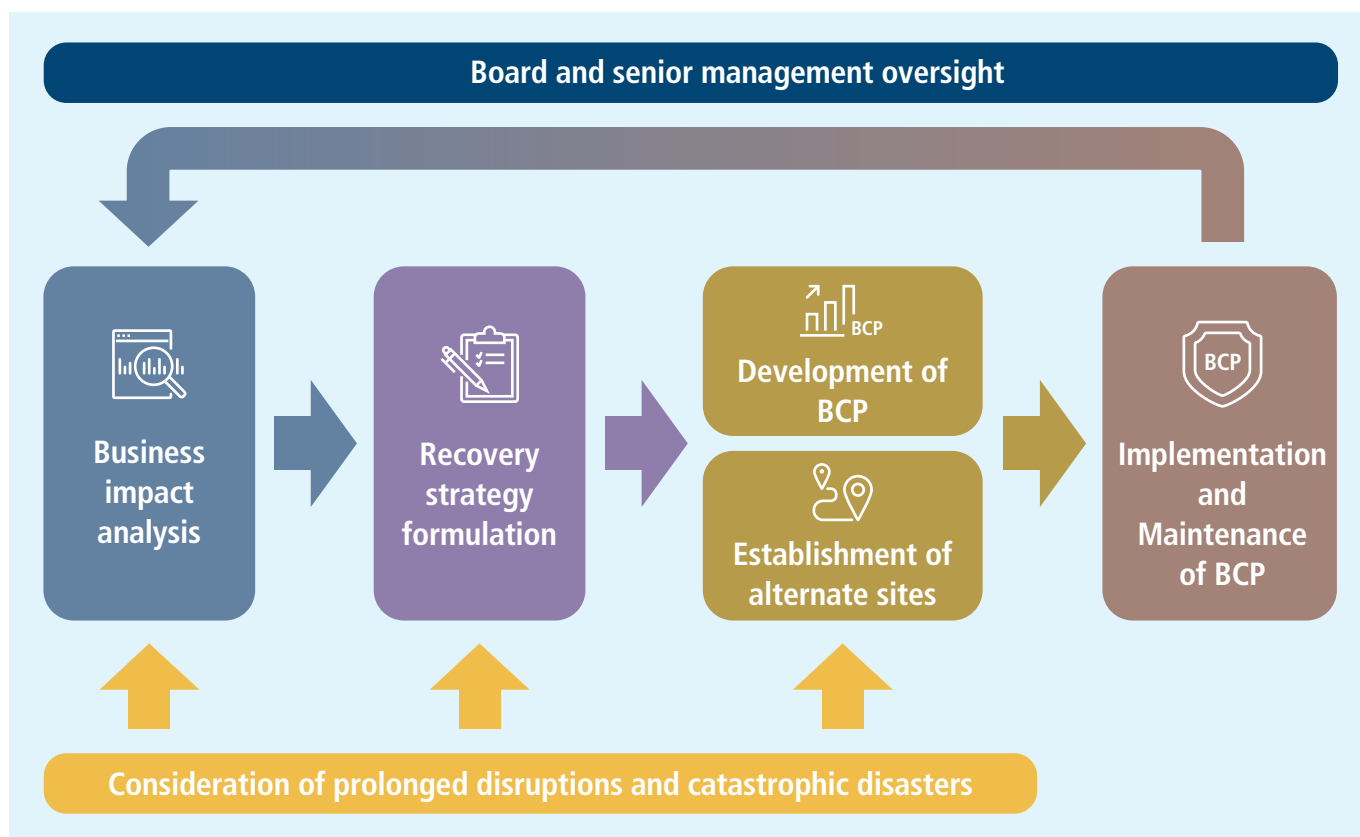 Board and senior management oversight
Business
impact
analysis
Recovery
strategy
formulation
BCP
Development of
BCP
Establishment of
alternate sites
BCP
Implementation
and
Maintenance
of BCP
Consideration of prolonged disruptions and catastrophic disasters